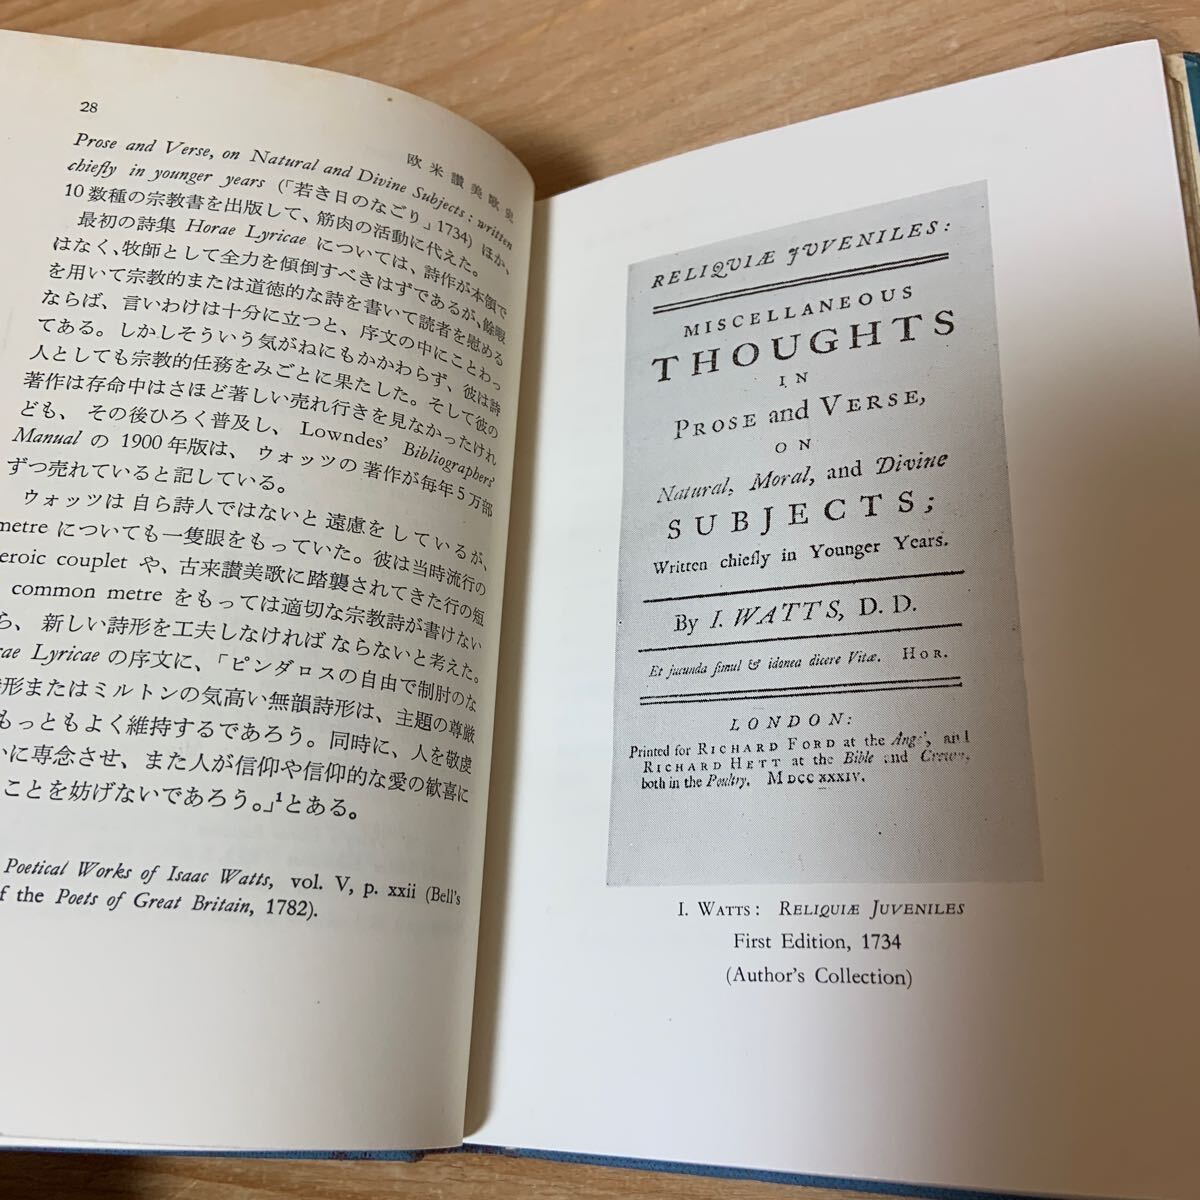 28
欧米讃美歌史
Prose and Verse, on Natural and Divine Subjects: written
chiefly in younger years (「若き日のなごり」1734) ほか、
10数種の宗教書を出版して、筋肉の活動に代えた。
最初の詩集 Horae Lyricae については、詩作が本領で
はなく、牧師として全力を傾倒すべきはずであるが、餘暇
を用いて宗教的または道徳的な詩を書いて読者を慰める
ならば、言いわけは十分に立つと、序文の中にことわっ
てある。しかしそういう気がねにもかかわらず、彼は詩
人としても宗教的任務をみごとに果たした。そして彼の
著作は存命中はさほど著しい売れ行きを見なかったけれ
ども、その後ひろく普及し、Lowndes' Bibliographers'
Manual の 1900年版は、ウォッツの著作が毎年5万部
ずつ売れていると記している。
ウォッツは自ら詩人ではないと遠慮をしているが、
metre についても一隻眼をもっていた。彼は当時流行の
eroic couplet や、古来讃美歌に踏襲されてきた行の短
common metre をもっては適切な宗教詩が書けない
ら、新しい詩形を工夫しなければならないと考えた。
rae Lyricae の序文に、「ピンダロスの自由で制肘のな
詩形またはミルトンの気高い無韻詩形は、主題の尊厳
もっともよく維持するであろう。同時に、人を敬虔
に専念させ、また人が信仰や信仰的な愛の歓喜に
ことを妨げないであろう。」1とある。
Poetical Works of Isaac Watts, vol. V, p. xxii (Bell's
f the Poets of Great Britain, 1782).
RELIQUIÆ JUVENILES:
MISCELLANEOUS
THOUGHTS
IN
PROSE and VERSE,
ON
Natural, Moral, and Divine
SUBJECTS;
Written chiefly in Younger Years.
By I. WATTS, D. D.
Et jucunda simul & idonea dicere Vitæ. HOR.
LONDON:
Printed for RICHARD FORD at the Angel, and
RICHARD HETT at the Bible and Crown,
both in the Poultry. MDCC XXXIV.
I. WATTS: RELIQUIÆ JUVENILES
First Edition, 1734
(Author's Collection)